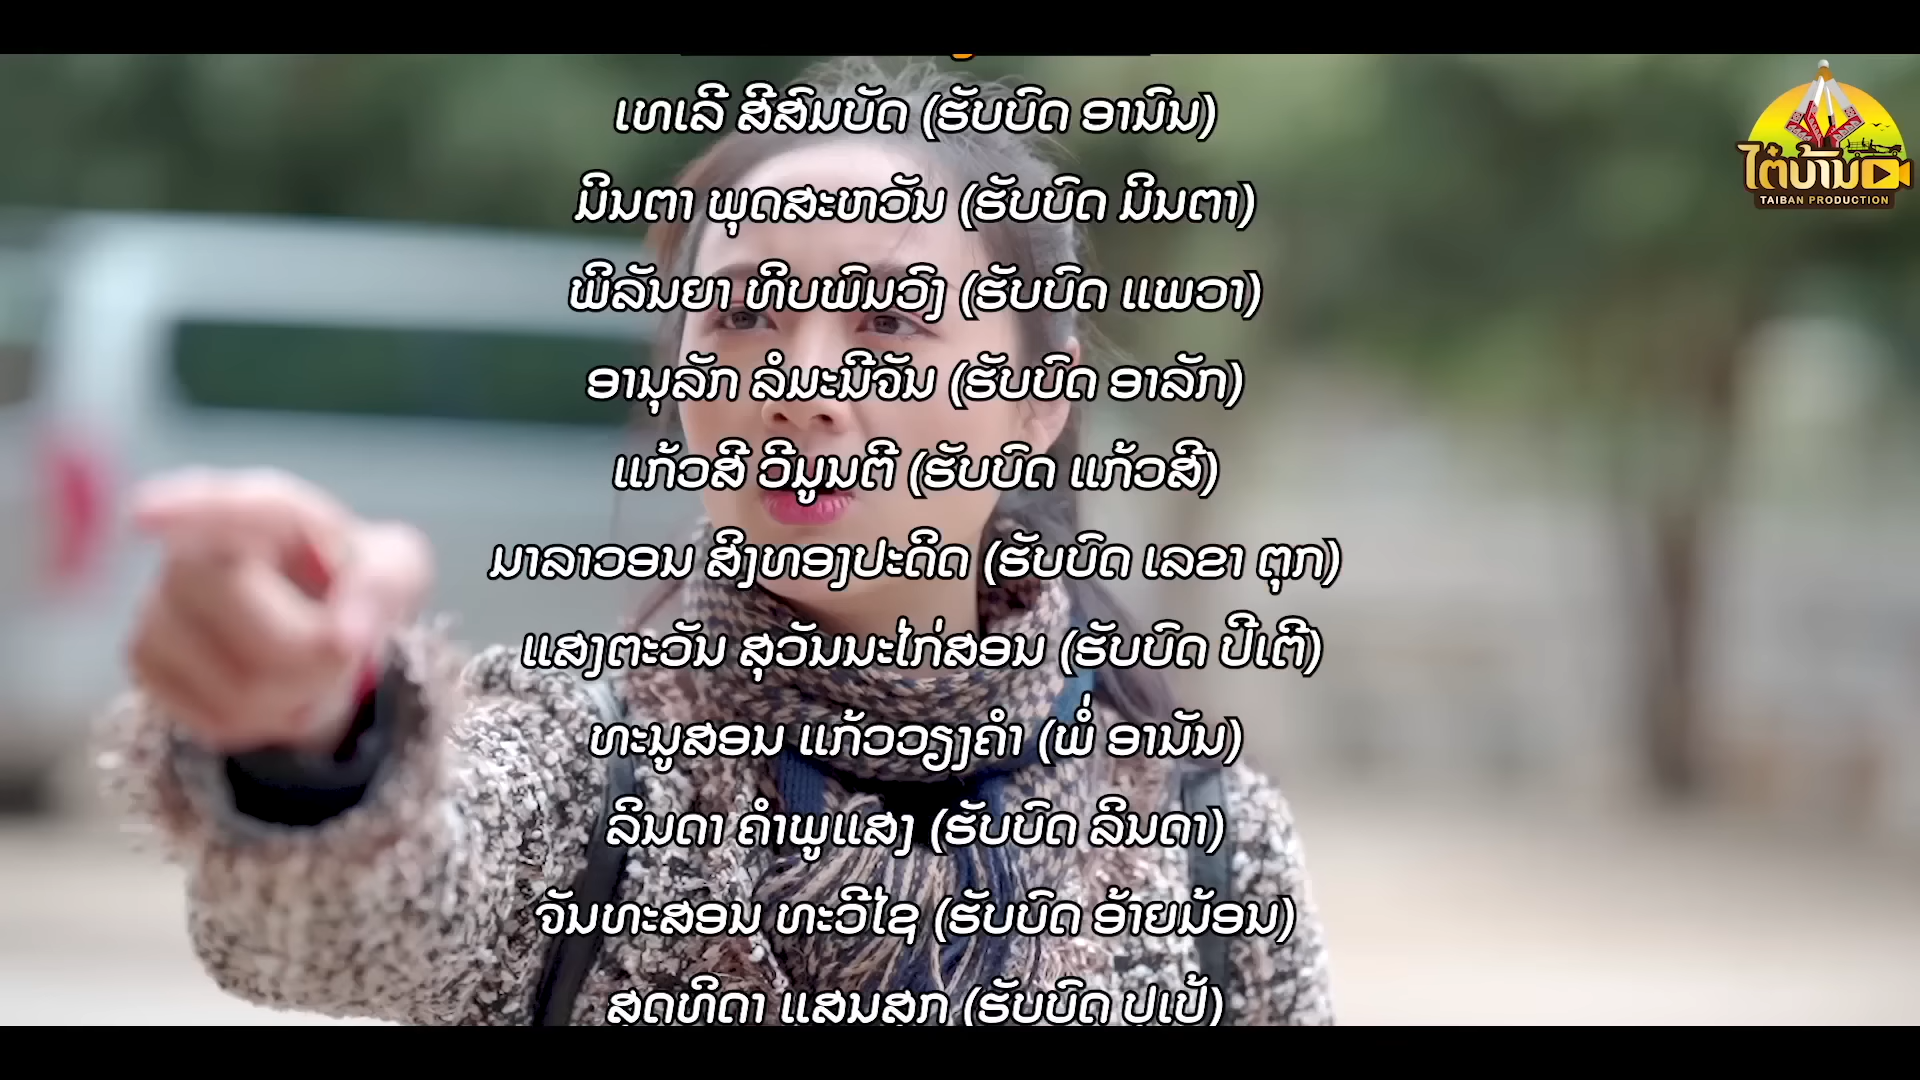 ເທເລີ ສີສົມບັດ (ຮັບບົດ ອານົນ)
ມິນຕາ ພຸດສະຫວັນ (ຮັບບົດ ມິນຕາ)
ພິລັນຍາ ທິບພົມວົງ (ຮັບບົດ ແພວາ)
ອານຸລັກ ລໍມະນີຈັນ (ຮັບບົດ ອາລັກ)
ແກ້ວສີ ວິມູນຕີ (ຮັບບົດ ແກ້ວສີ)
ມາລາວອນ ສິງທອງປະດິດ (ຮັບບົດ ເລຂາ ຕຸກ)
ແສງຕະວັນ ສຸວັນນະໄກ່ສອນ (ຮັບບົດ ປີເຕີ)
ທະນູສອນ ແກ້ວວຽງຄຳ (ພໍ່ ອານັນ)
ລິນດາ ຄຳພູແສງ (ຮັບບົດ ລິນດາ)
ຈັນທະສອນ ທະວີໄຊ (ຮັບບົດ ອ້າຍມ້ອນ)
ສຸດທິດາ ແສນສຸກ (ຮັບບົດ ປູເປ້)
ໄຕ໋ບ້ານ
TAIBAN PRODUCTION